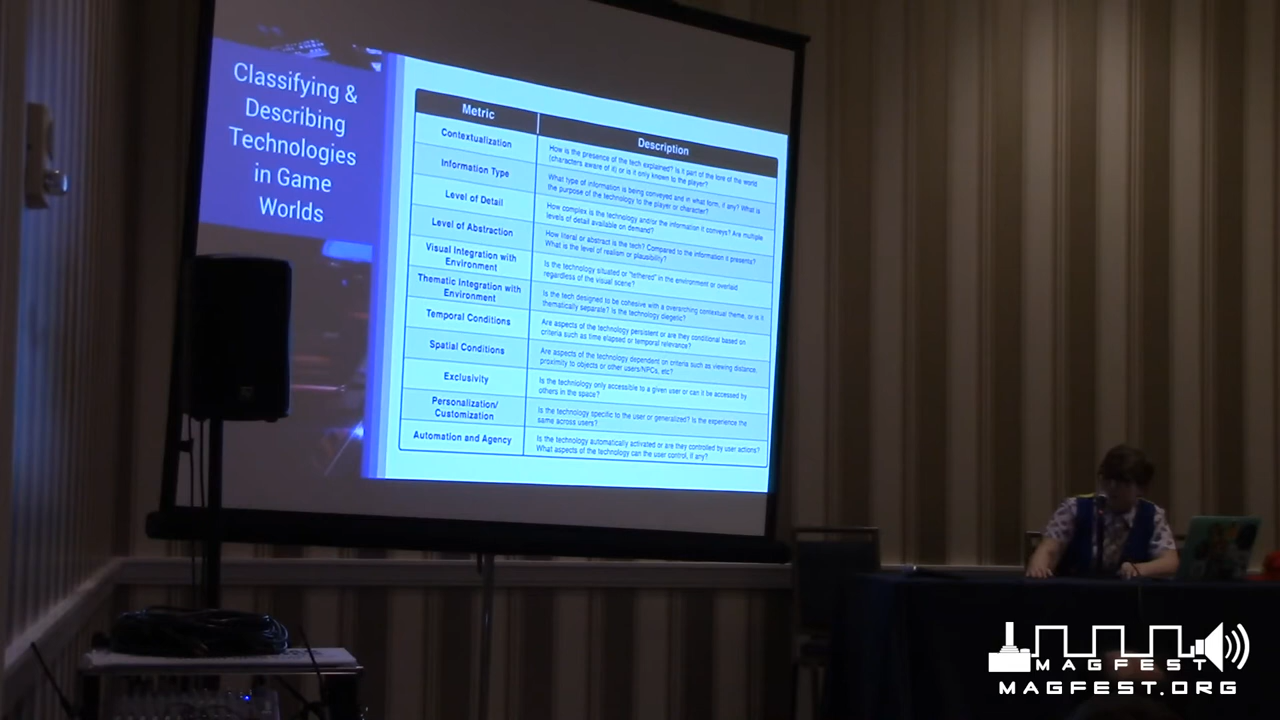 Classifying &
Describing
Technologies
in Game
Worlds
Metric
Description
Contextualization
How is the presence of the tech explained? Is it part of the lore of the world
(characters aware of it) or is it only known to the player?
Information Type
What type of information is being conveyed and in what form, if any? What is
the purpose of the technology to the player or character?
Level of Detail
How complex is the technology and/or the information it conveys? Are multiple
levels of detail available on demand?
Level of Abstraction
How literal or abstract is the tech? Compared to the information it presents?
What is the level of realism or plausibility?
Visual Integration with
Environment
Is the technology situated or "tethered" in the environment or overlaid
regardless of the visual scene?
Thematic Integration with
Environment
Is the tech designed to be cohesive with a overarching contextual theme, or is it
thematically separate? Is the technology diegetic?
Temporal Conditions
Are aspects of the technology persistent or are they conditional based on
criteria such as time elapsed or temporal relevance?
Spatial Conditions
Are aspects of the technology dependent on criteria such as viewing distance,
proximity to objects or other users/NPCs, etc?
Exclusivity
Is the technology only accessible to a given user or can it be accessed by
others in the space?
Personalization/
Customization
Is the technology specific to the user or generalized? Is the experience the
same across users?
Automation and Agency
Is the technology automatically activated or are they controlled by user actions?
What aspects of the technology can the user control, if any?
MAGFEST
MAGFEST.ORG